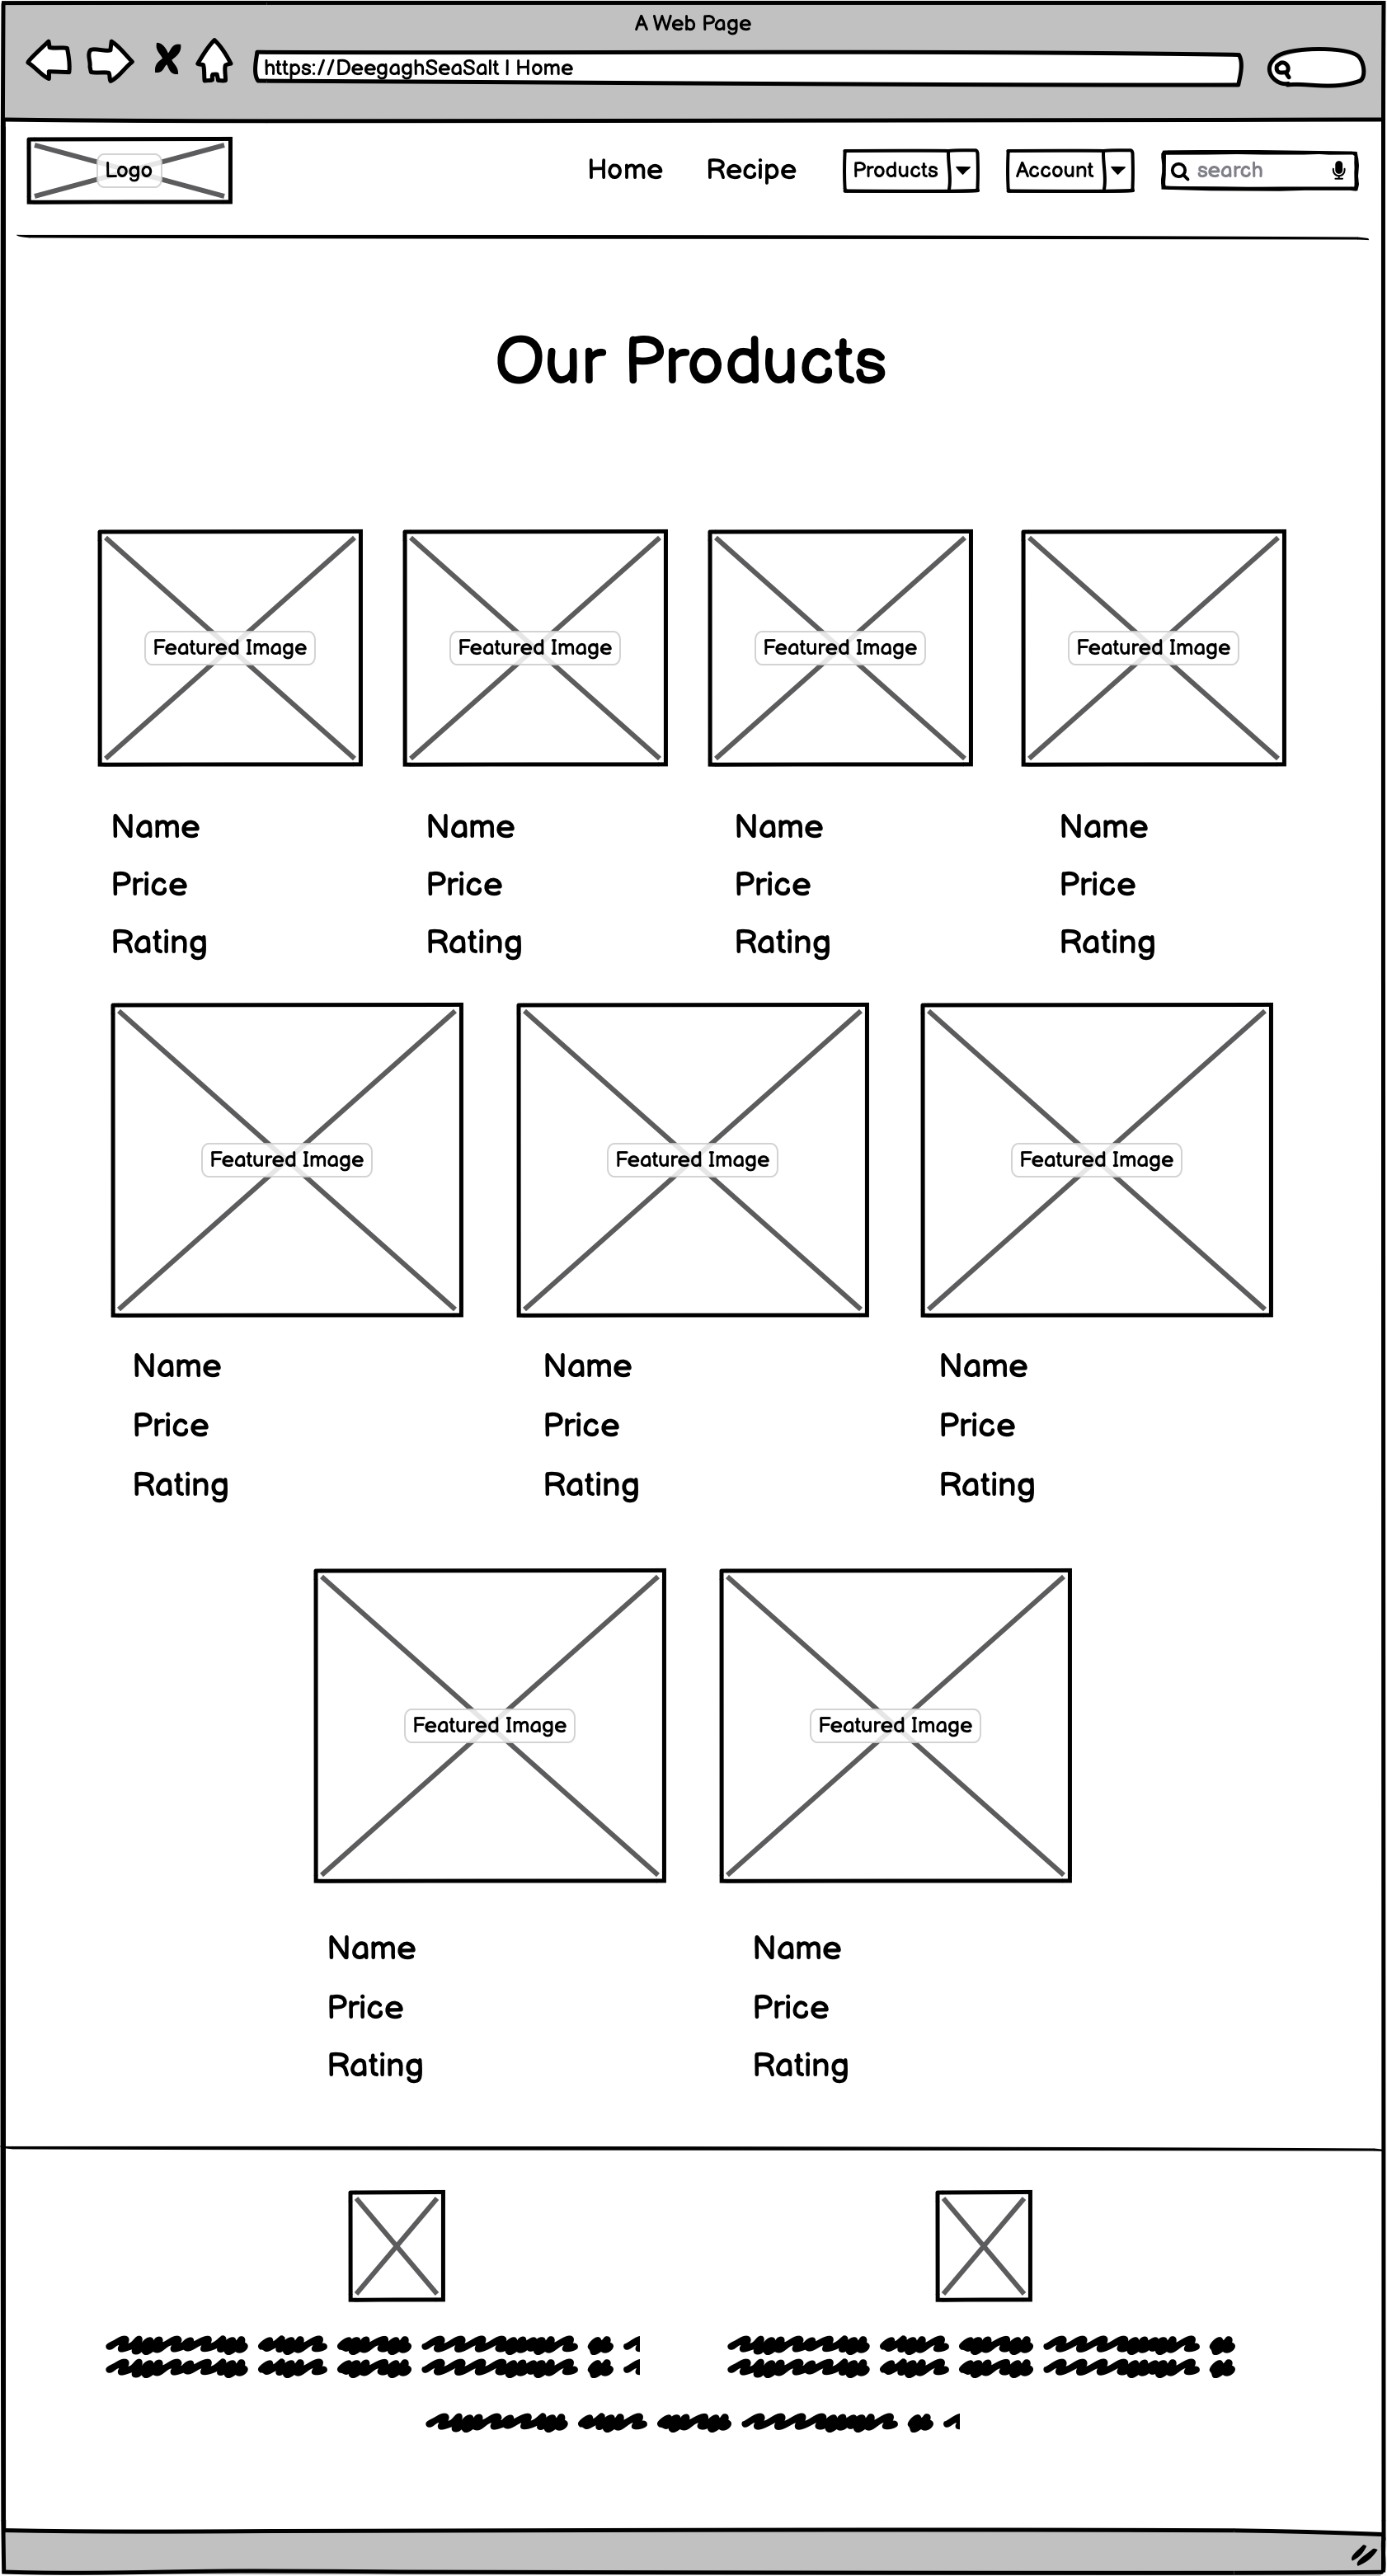 A Web Page
https://DeegaghSeaSalt | Home
Logo
Home Recipe Products Account search
Our Products
Featured Image Featured Image Featured Image Featured Image
Name Name Name Name
Price Price Price Price
Rating Rating Rating Rating
Featured Image Featured Image Featured Image
Name Name Name
Price Price Price
Rating Rating Rating
Featured Image Featured Image
Name Name
Price Price
Rating Rating